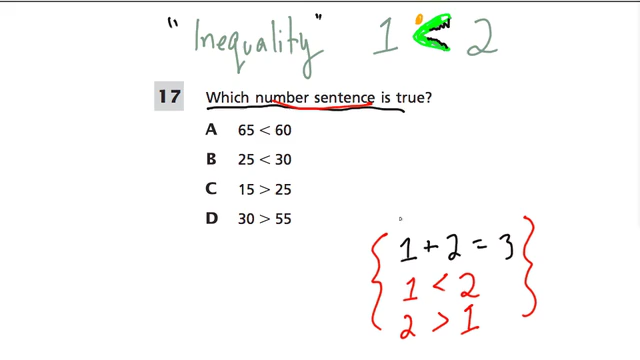 "Inequality" 1 < 2
17 Which number sentence is true?
A 65 < 60
B 25 < 30
C 15 > 25
D 30 > 55
1 + 2 = 3
1 < 2
2 > 1